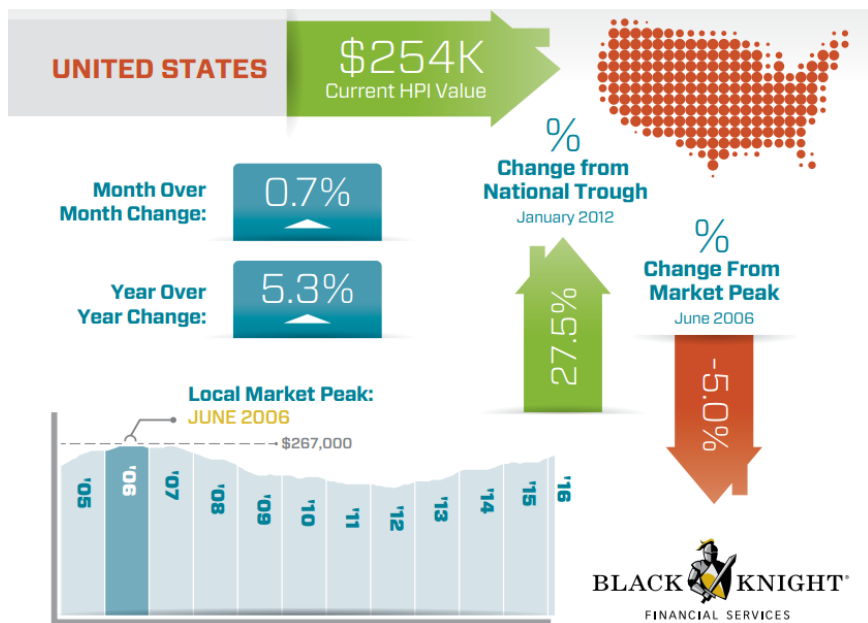 UNITED STATES
$254K
Current HPI Value
Month Over
Month Change:
0.7%
Year Over
Year Change:
5.3%
%
Change from
National Trough
January 2012
27.5%
%
Change From
Market Peak
June 2006
-5.0%
Local Market Peak:
JUNE 2006
$267,000
'05
'06
'07
'08
'09
'10
'11
'12
'13
'14
'15
'16
BLACK KNIGHT®
FINANCIAL SERVICES